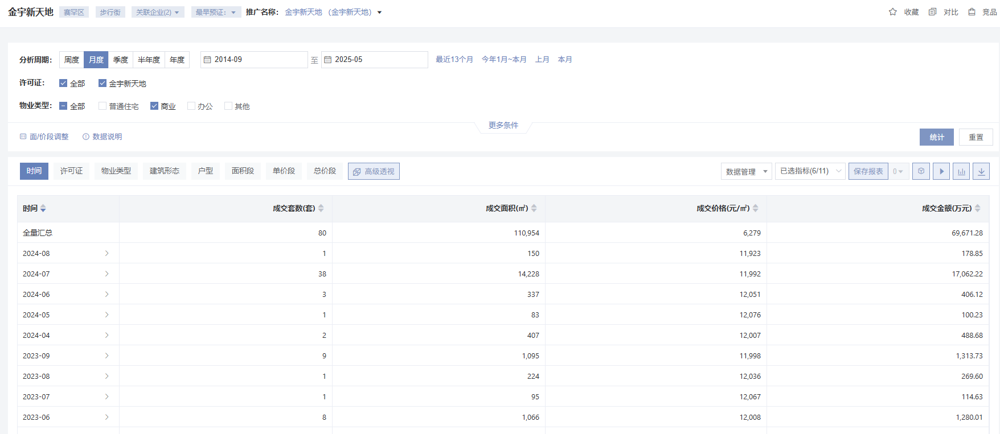 金宇新天地 赛罕区 步行街 关联企业(2) 最早预证： 推广名称： 金宇新天地 （金宇新天地） 收藏 对比 竞品
分析周期： 周度 月度 季度 半年度 年度 2014-09 至 2025-05 最近13个月 今年1月~本月 上月 本月
许可证： 全部 金宇新天地
物业类型： 全部 普通住宅 商业 办公 其他
更多条件
面/价段调整 数据说明 统计 重置
时间 许可证 物业类型 建筑形态 户型 面积段 单价段 总价段 高级透视 数据管理 已选指标(6/11) 保存报表 0
时间 成交套数(套) 成交面积(㎡) 成交价格(元/㎡) 成交金额(万元)
全量汇总 80 110,954 6,279 69,671.28
2024-08 1 150 11,923 178.85
2024-07 38 14,228 11,992 17,062.22
2024-06 3 337 12,051 406.12
2024-05 1 83 12,076 100.23
2024-04 2 407 12,007 488.68
2023-09 9 1,095 11,998 1,313.73
2023-08 1 224 12,036 269.60
2023-07 1 95 12,067 114.63
2023-06 8 1,066 12,008 1,280.01